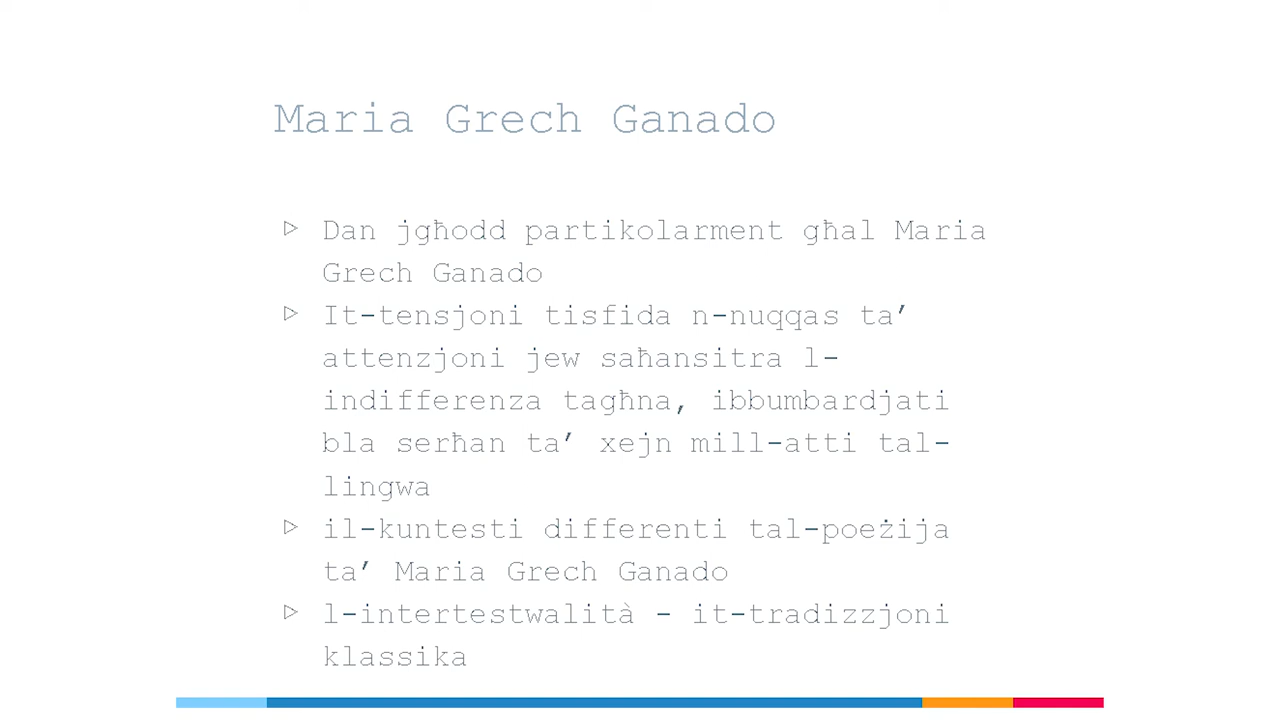 Maria Grech Ganado
▷ Dan jgħodd partikolarment għal Maria
Grech Ganado
▷ It-tensjoni tisfida n-nuqqas ta’
attenzjoni jew saħansitra l-
indifferenza tagħna, ibbumbardjati
bla serħan ta’ xejn mill-atti tal-
lingwa
▷ il-kuntesti differenti tal-poeżija
ta’ Maria Grech Ganado
▷ l-intertestwalità - it-tradizzjoni
klassika